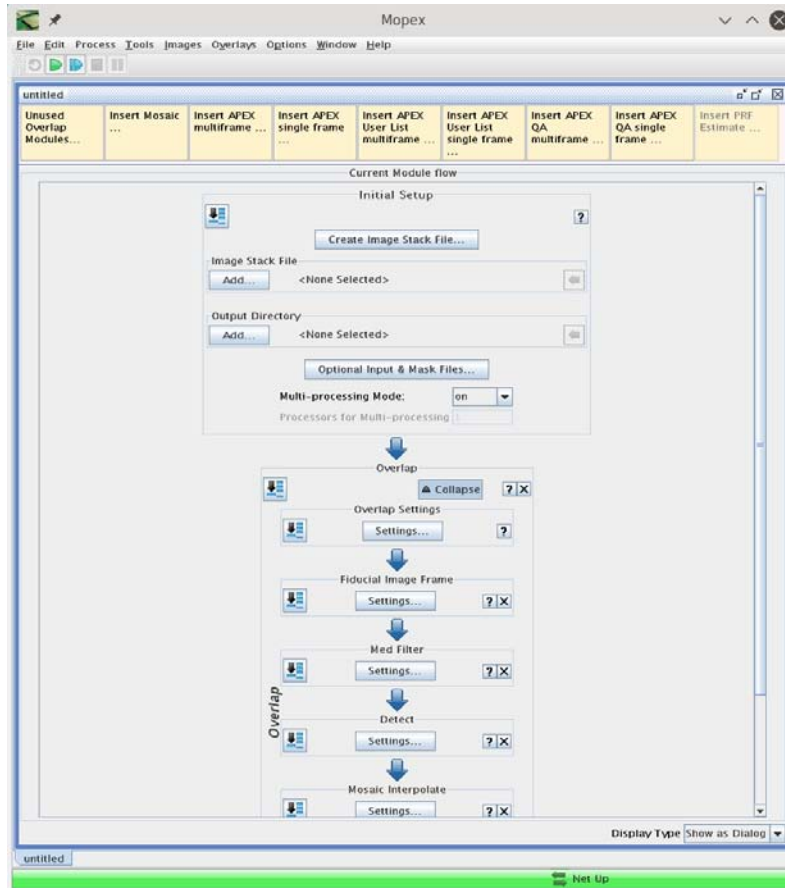 Mopex
File Edit Process Tools Images Overlays Options Window Help
untitled
Unused Overlap Modules...
Insert Mosaic ...
Insert APEX multiframe ...
Insert APEX single frame ...
Insert APEX User List multiframe ...
Insert APEX User List single frame ...
Insert APEX QA multiframe ...
Insert APEX QA single frame ...
Insert PRF Estimate ...
Current Module flow
Initial Setup
?
Create Image Stack File...
Image Stack File
Add... <None Selected>
Output Directory
Add... <None Selected>
Optional Input & Mask Files...
Multi-processing Mode: on
Processors for Multi-processing
Overlap
Collapse ? X
Overlap Settings
Settings... ?
Fiducial Image Frame
Settings... ? X
Med Filter
Settings... ? X
Overlap
Detect
Settings... ? X
Mosaic Interpolate
Settings... ? X
Display Type Show as Dialog
untitled
Net Up